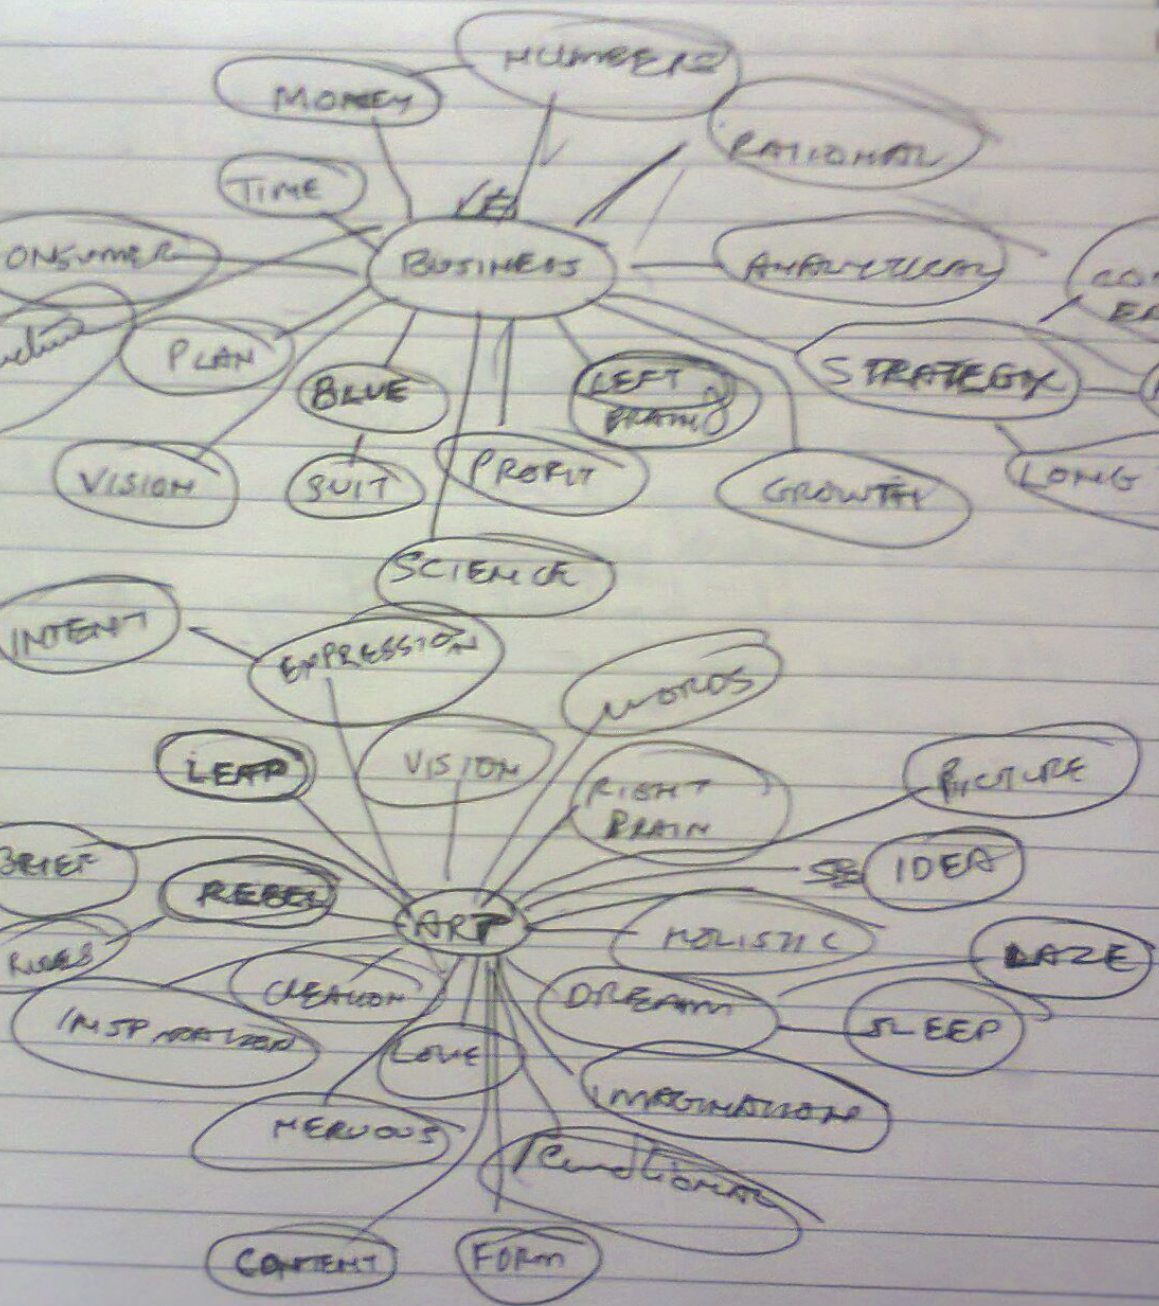 NUMBERS
MONEY
RATIONAL
TIME
ONSUMER
BUSINESS
ANALYTICAL
PLAN
BLUE
LEFT
BRAIN
STRATEGY
VISION
SUIT
PROFIT
GROWTH
LONG
SCIENCE
INTENT
EXPRESSION
WORDS
LEAP
VISION
RIGHT
BRAIN
PICTURE
BRIEF
REBEL
IDEA
ART
HOLISTIC
RULES
DAZE
CREATION
DREAM
SLEEP
INSPIRATION
LOVE
IMAGINATION
NERVOUS
CONTENT
FORM